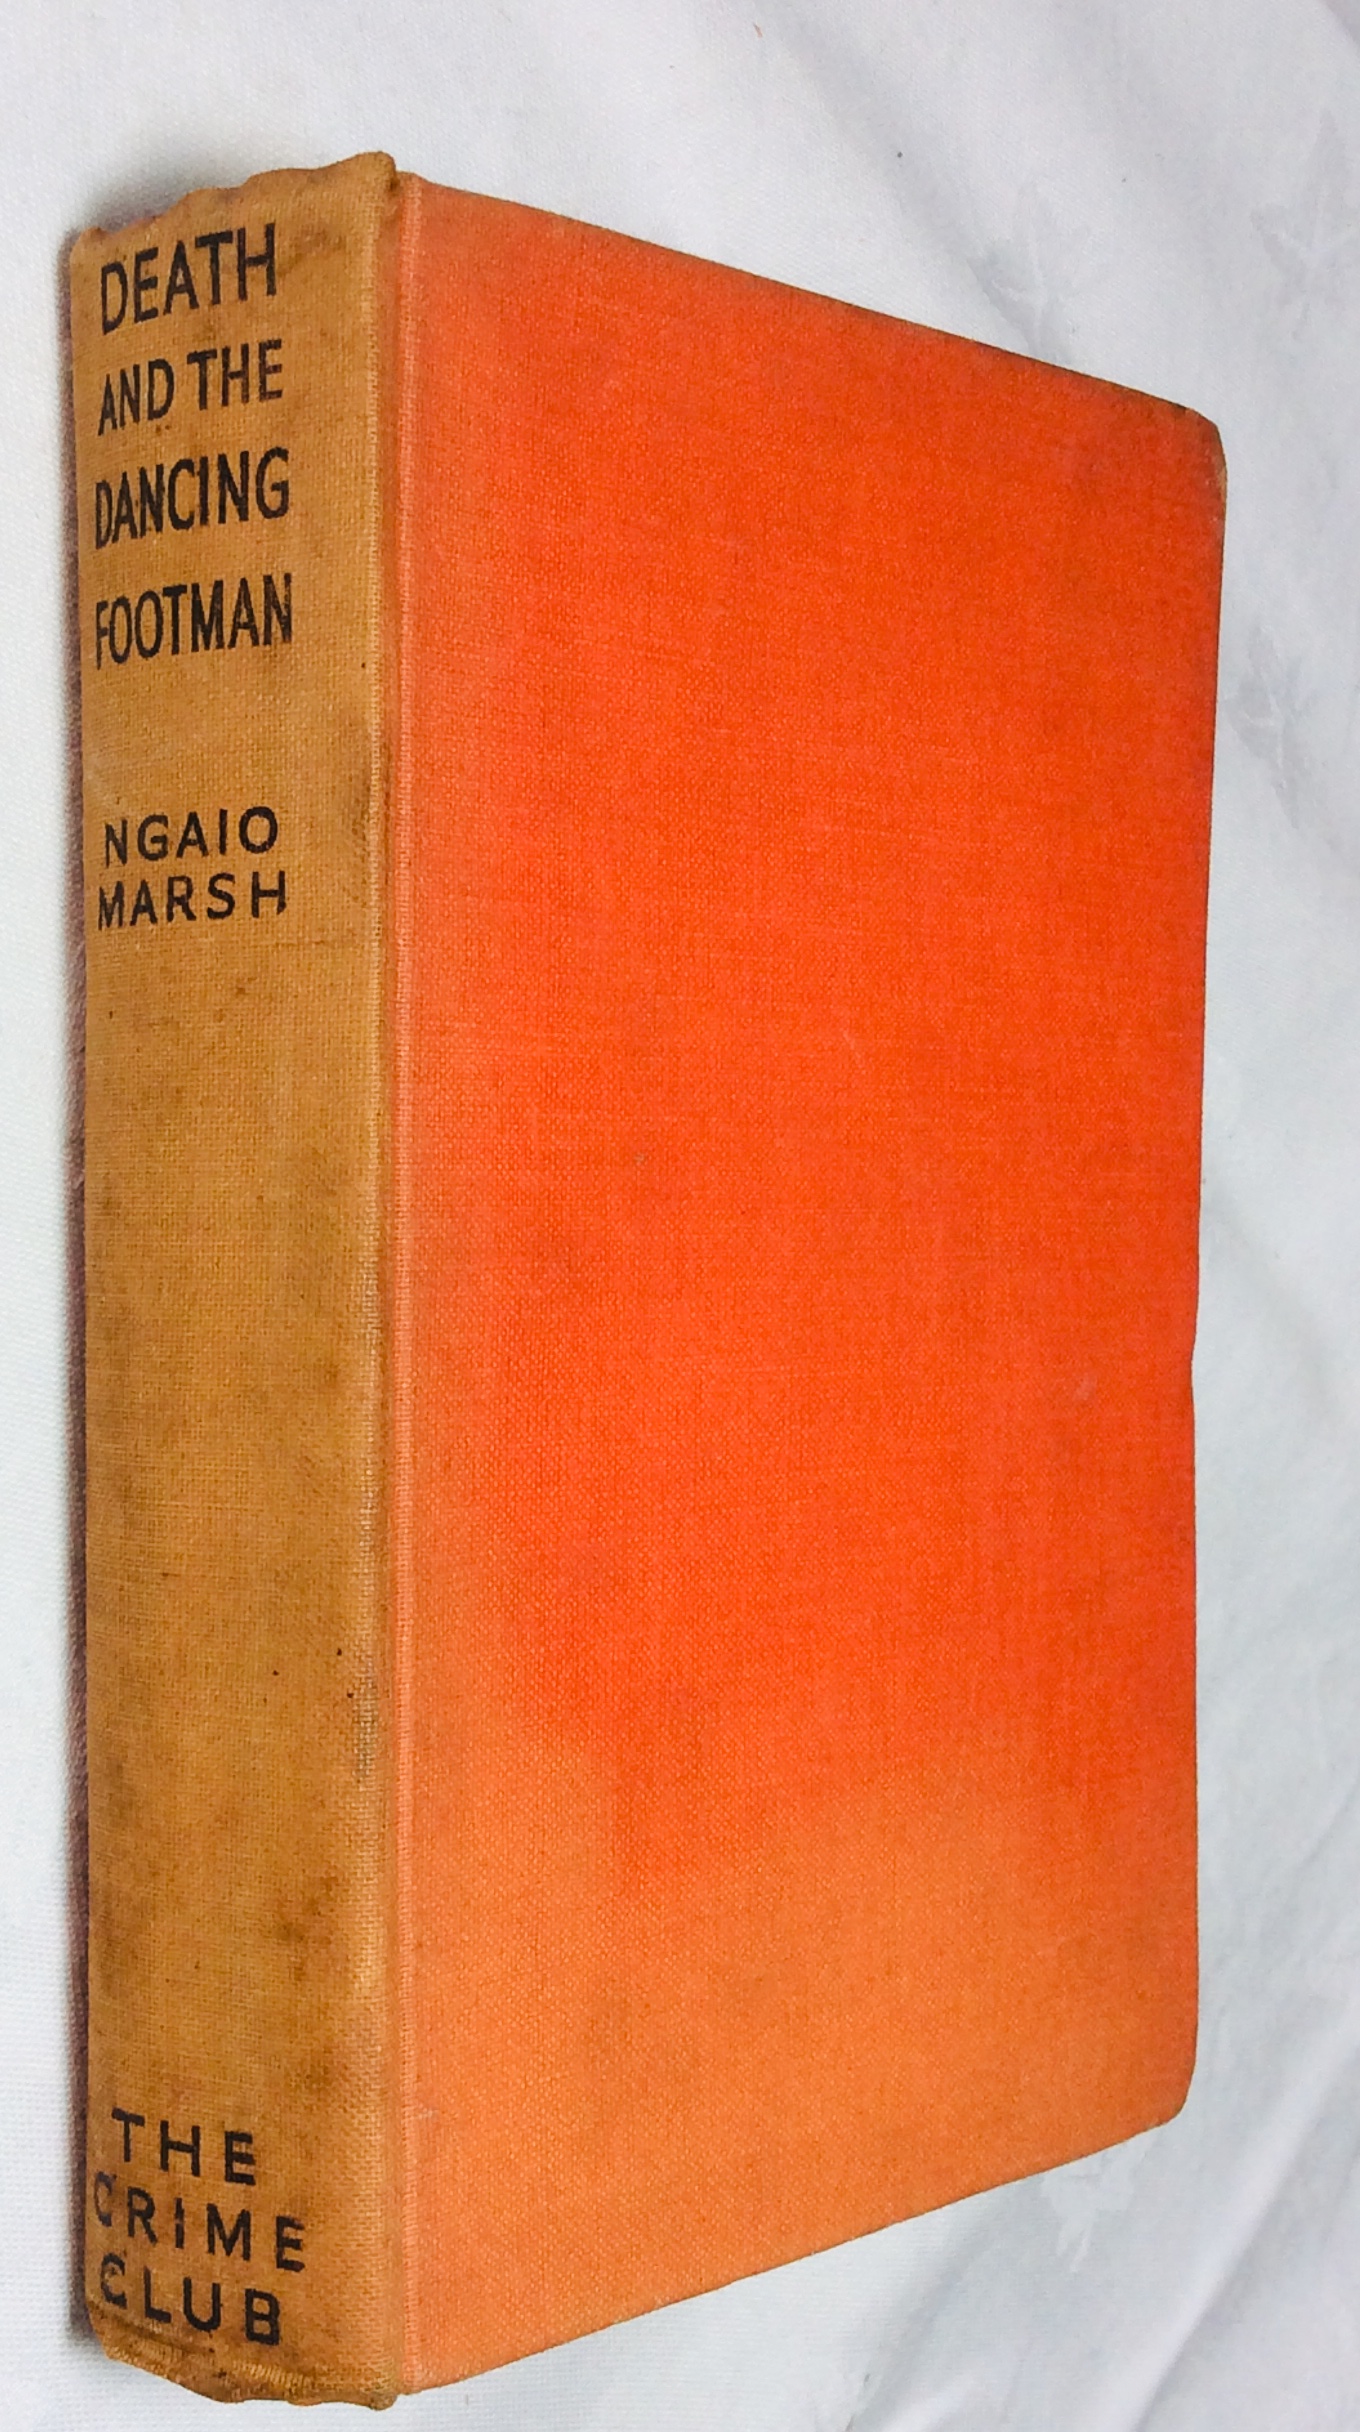 DEATH
AND THE
DANCING
FOOTMAN
NGAIO
MARSH
THE
CRIME
CLUB